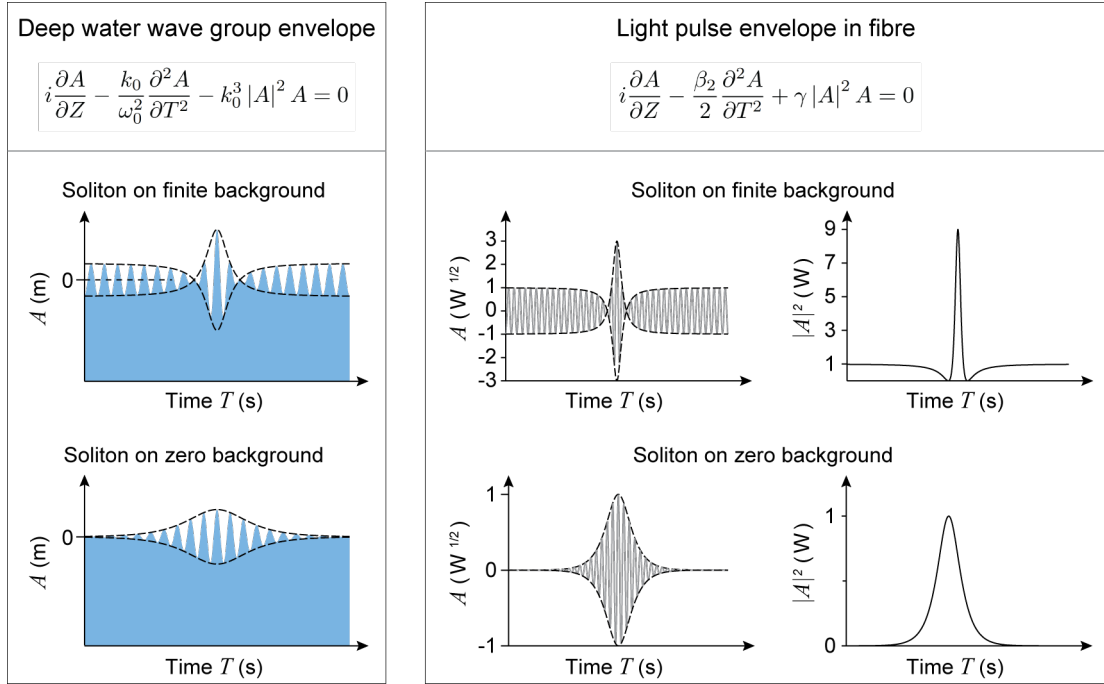 Deep water wave group envelope
i ∂A/∂Z − k₀/ω₀² ∂²A/∂T² − k₀³ |A|² A = 0
Soliton on finite background
0
A (m)
Time T (s)
Soliton on zero background
0
A (m)
Time T (s)
Light pulse envelope in fibre
i ∂A/∂Z − β₂/2 ∂²A/∂T² + γ |A|² A = 0
Soliton on finite background
3
2
1
0
-1
-2
-3
A (W 1/2)
Time T (s)
9
7
5
3
1
|A|² (W)
Time T (s)
Soliton on zero background
1
0
-1
A (W 1/2)
Time T (s)
1
0
|A|² (W)
Time T (s)